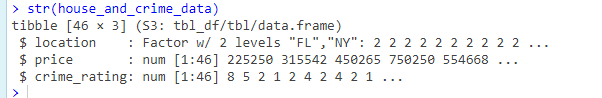 > str(house_and_crime_data)
tibble [46 × 3] (S3: tbl_df/tbl/data.frame)
 $ location    : Factor w/ 2 levels "FL","NY": 2 2 2 2 2 2 2 2 2 2 ...
 $ price       : num [1:46] 225250 315542 450265 750250 554668 ...
 $ crime_rating: num [1:46] 8 5 2 1 2 4 2 4 2 1 ...
>